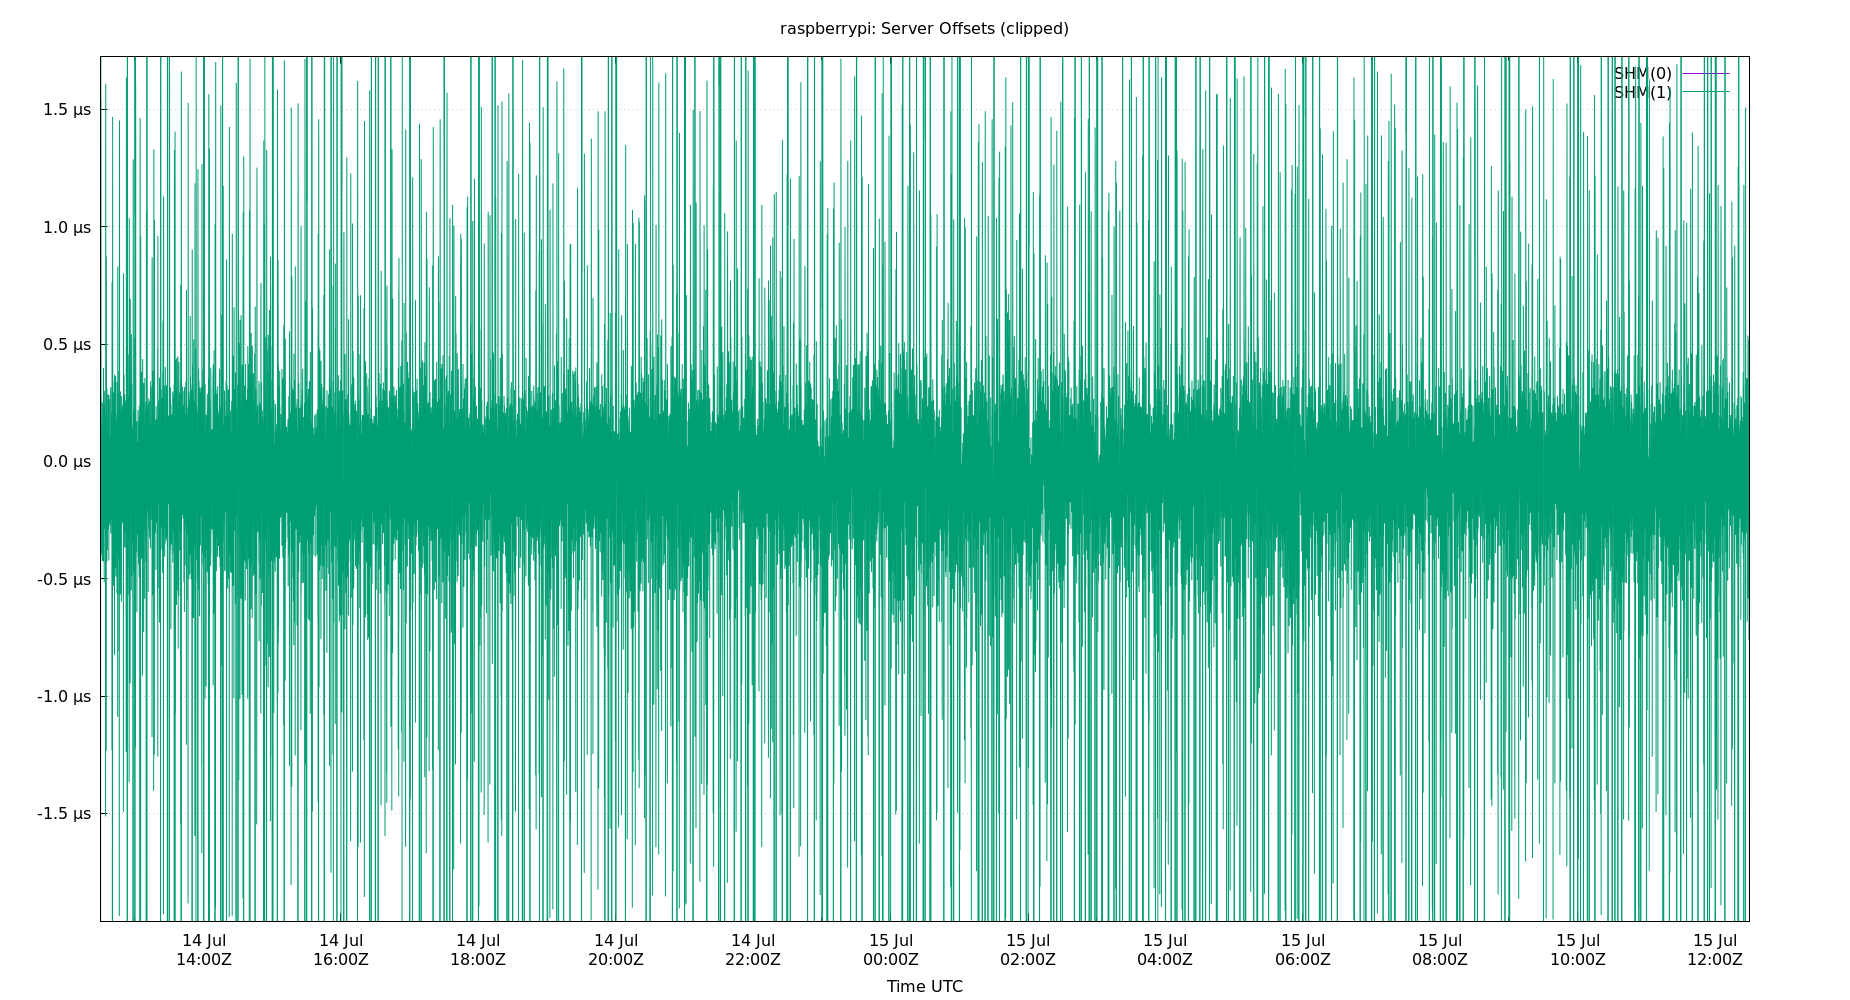 raspberrypi: Server Offsets (clipped)
SHM(0)
SHM(1)
1.5 µs
1.0 µs
0.5 µs
0.0 µs
-0.5 µs
-1.0 µs
-1.5 µs
14 Jul 14 Jul 14 Jul 14 Jul 14 Jul 15 Jul 15 Jul 15 Jul 15 Jul 15 Jul 15 Jul 15 Jul
14:00Z 16:00Z 18:00Z 20:00Z 22:00Z 00:00Z 02:00Z 04:00Z 06:00Z 08:00Z 10:00Z 12:00Z
Time UTC